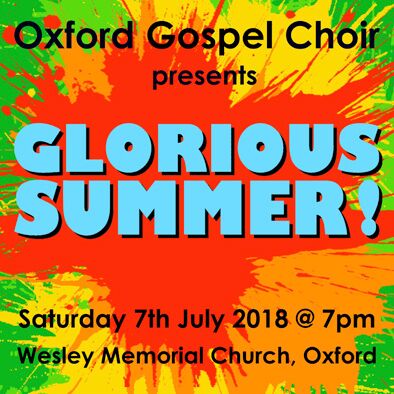 Oxford Gospel Choir
presents
GLORIOUS
SUMMER!
Saturday 7th July 2018 @ 7pm
Wesley Memorial Church, Oxford